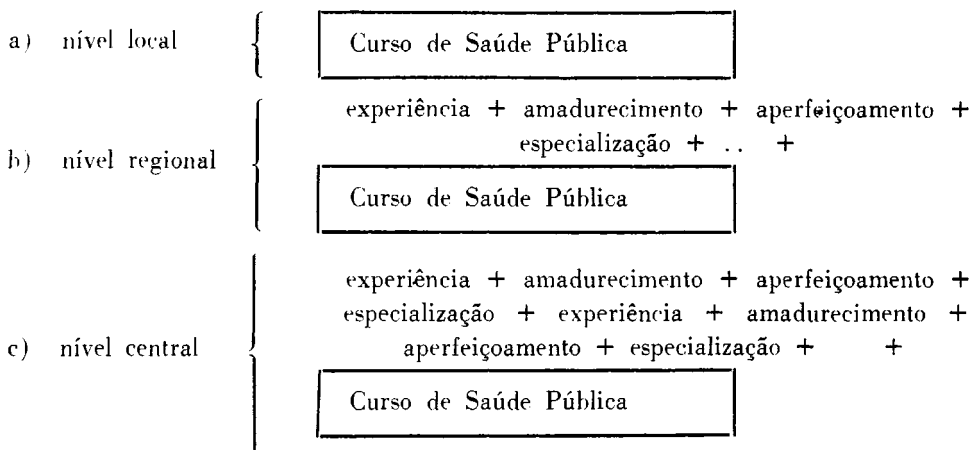 a) nível local
Curso de Saúde Pública
experiência + amadurecimento + aperfeiçoamento +
especialização + .. +
b) nível regional
Curso de Saúde Pública
experiência + amadurecimento + aperfeiçoamento +
especialização + experiência + amadurecimento +
c) nível central
aperfeiçoamento + especialização + +
Curso de Saúde Pública